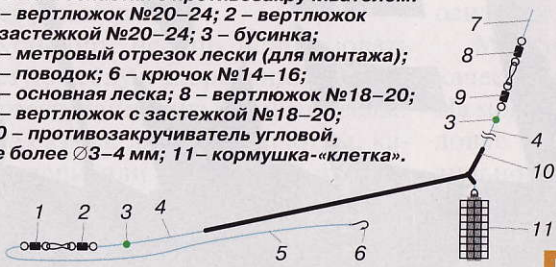 – вертлюжок №20–24; 2 – вертлюжок
застежкой №20–24; 3 – бусинка;
– метровый отрезок лески (для монтажа);
– поводок; 6 – крючок №14–16;
– основная леска; 8 – вертлюжок №18–20;
– вертлюжок с застежкой №18–20;
0 – противозакручиватель угловой,
е более Ø3–4 мм; 11 – кормушка-«клетка».
7
8
9
3
4
10
11
1
2
3
4
5
6